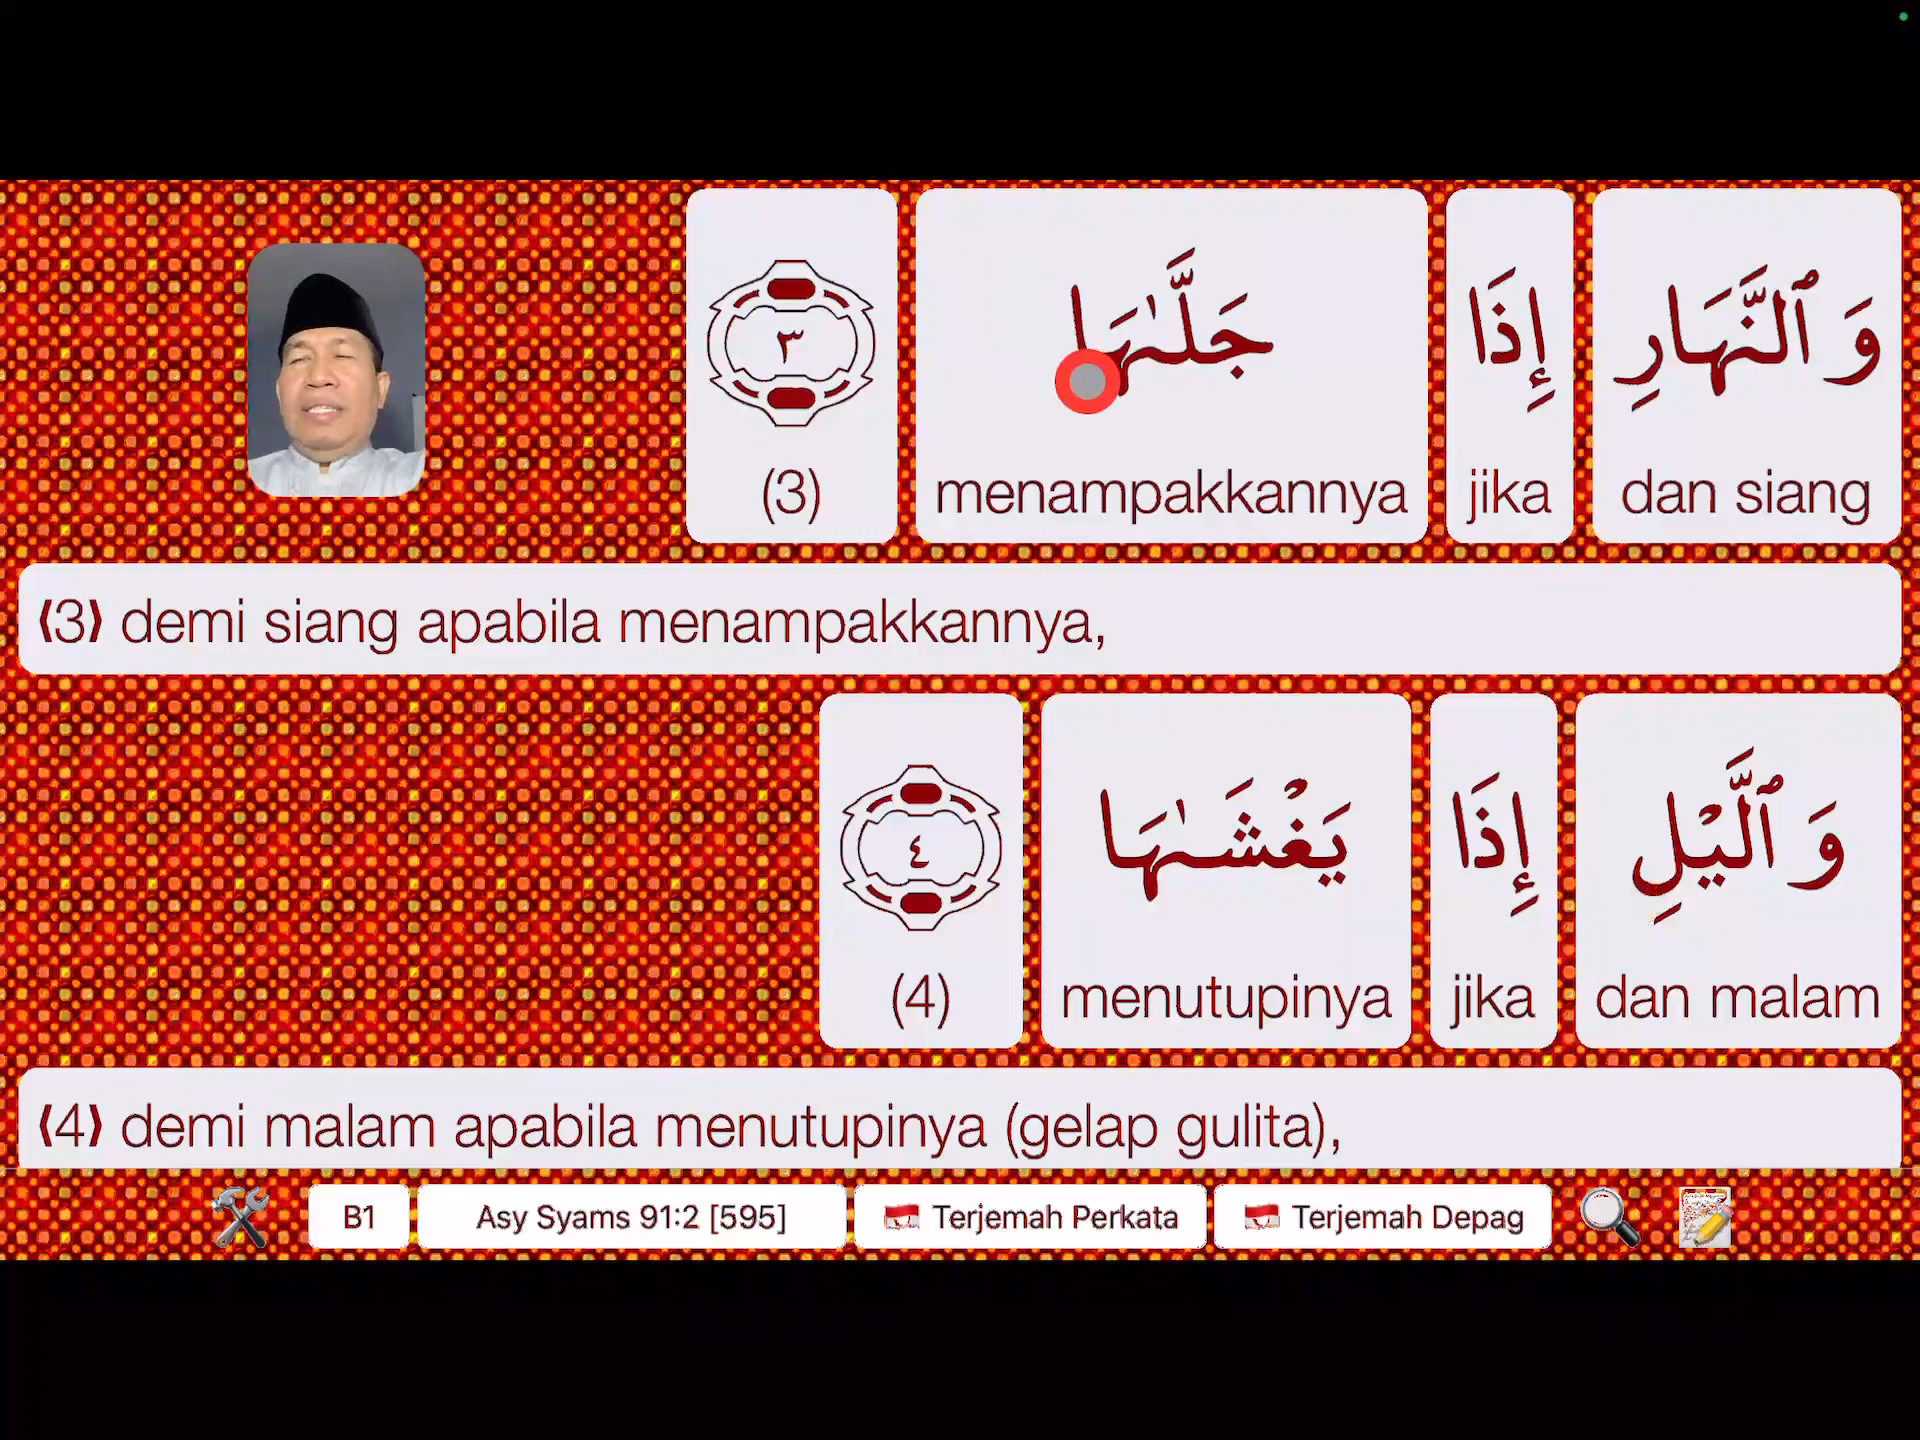 وَ ٱلنَّهَارِ إِذَا جَلَّىٰهَا ٣
dan siang jika menampakkannya (3)
⟨3⟩ demi siang apabila menampakkannya,
وَ ٱلَّيْلِ إِذَا يَغْشَىٰهَا ٤
dan malam jika menutupinya (4)
⟨4⟩ demi malam apabila menutupinya (gelap gulita),
B1 Asy Syams 91:2 [595] Terjemah Perkata Terjemah Depag